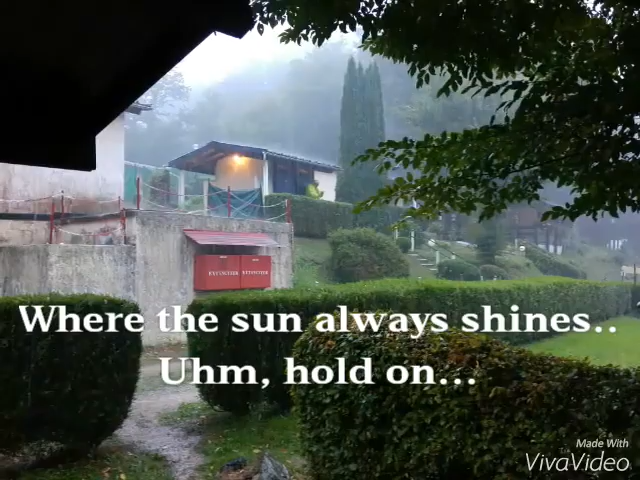 Where the sun always shines..
Uhm, hold on...
Made With
VivaVideo